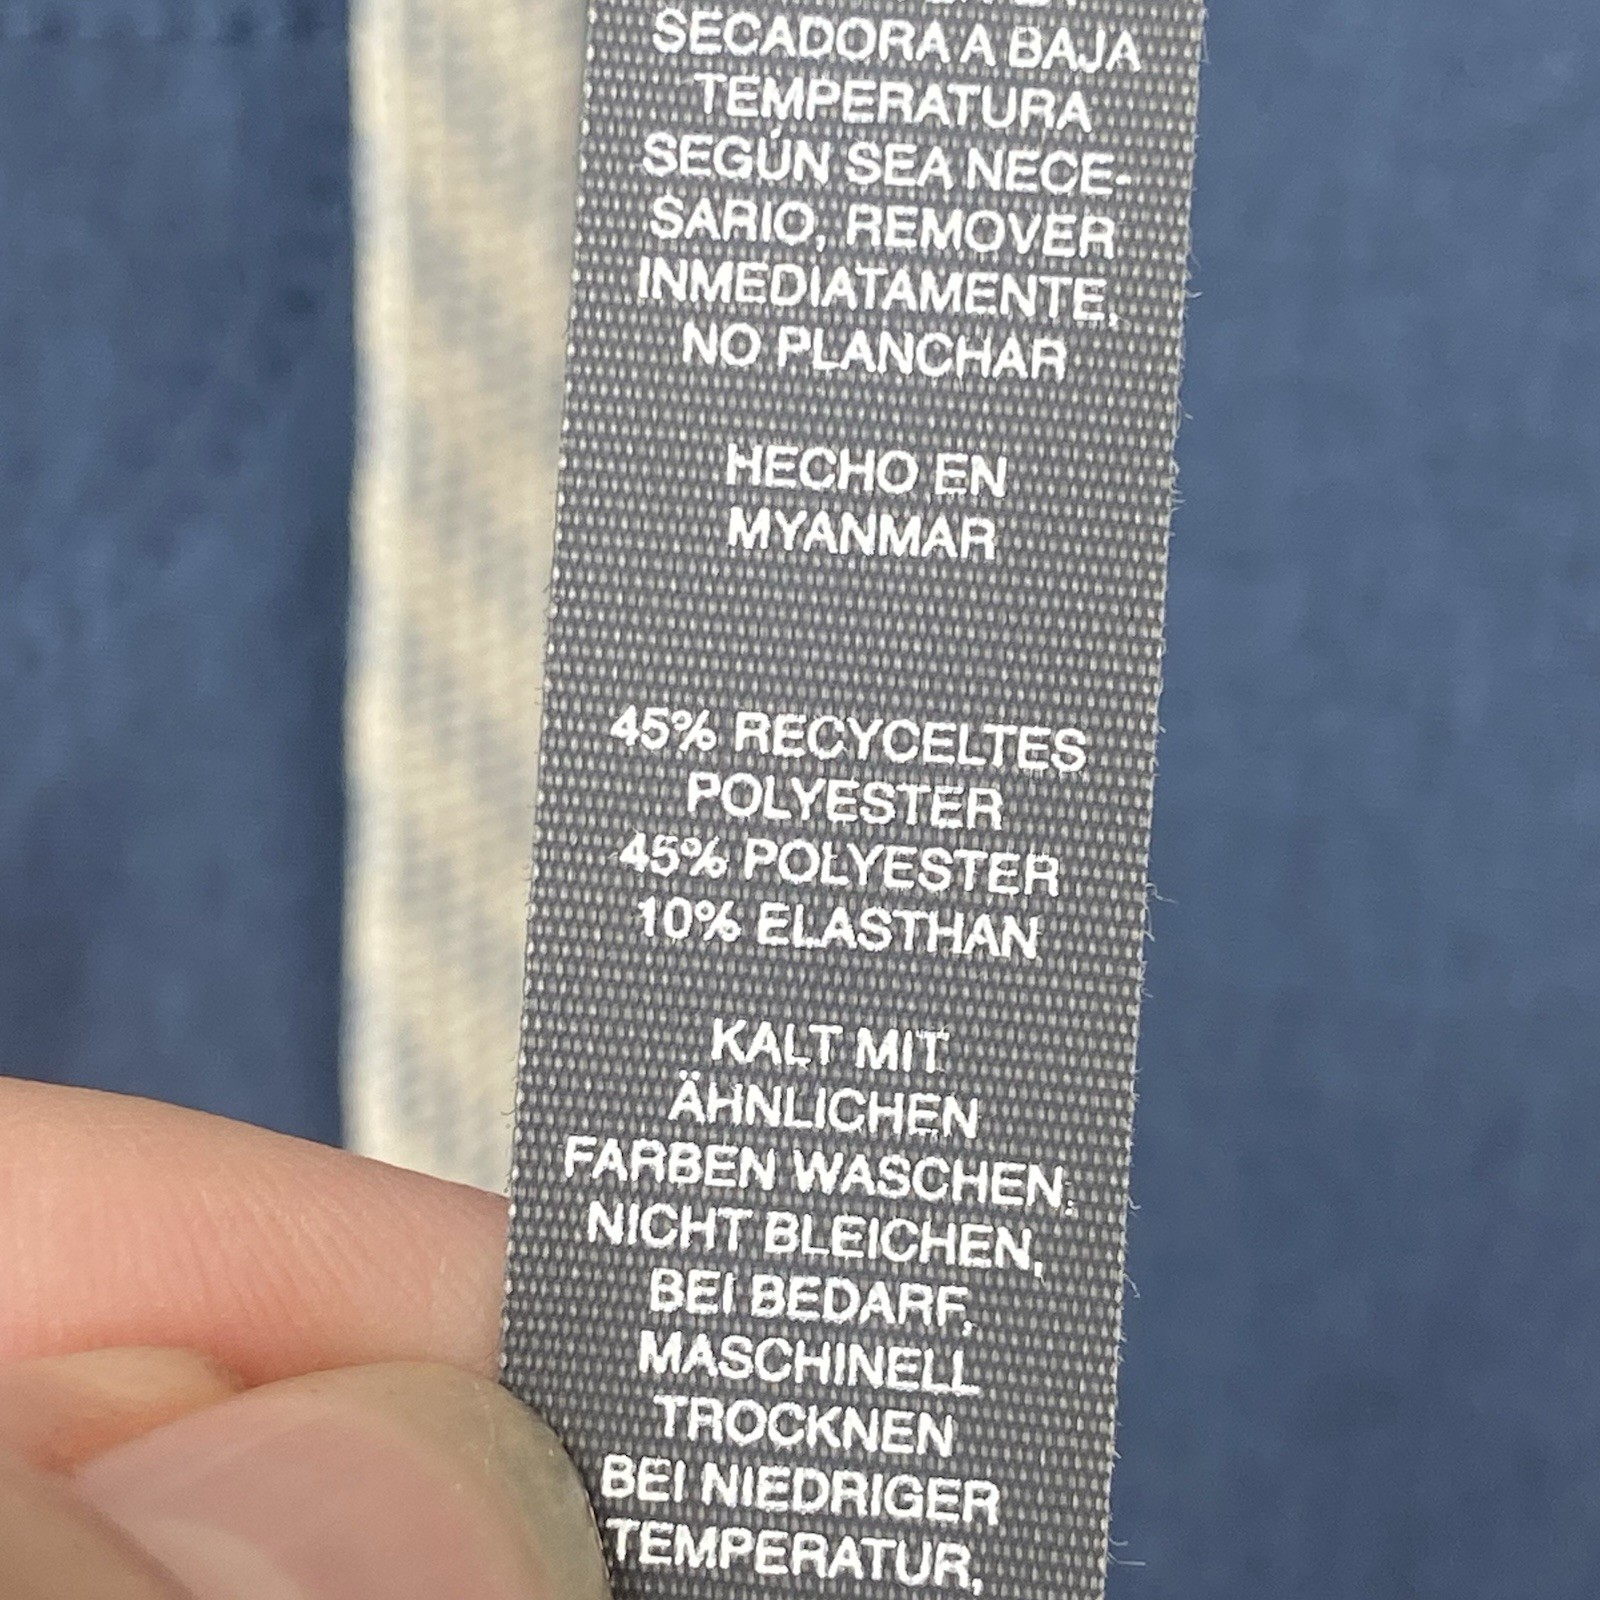 SECADORA A BAJA
TEMPERATURA
SEGÚN SEA NECE-
SARIO, REMOVER
INMEDIATAMENTE,
NO PLANCHAR
HECHO EN
MYANMAR
45% RECYCELTES
POLYESTER
45% POLYESTER
10% ELASTHAN
KALT MIT
ÄHNLICHEN
FARBEN WASCHEN,
NICHT BLEICHEN,
BEI BEDARF,
MASCHINELL
TROCKNEN
BEI NIEDRIGER
TEMPERATUR,